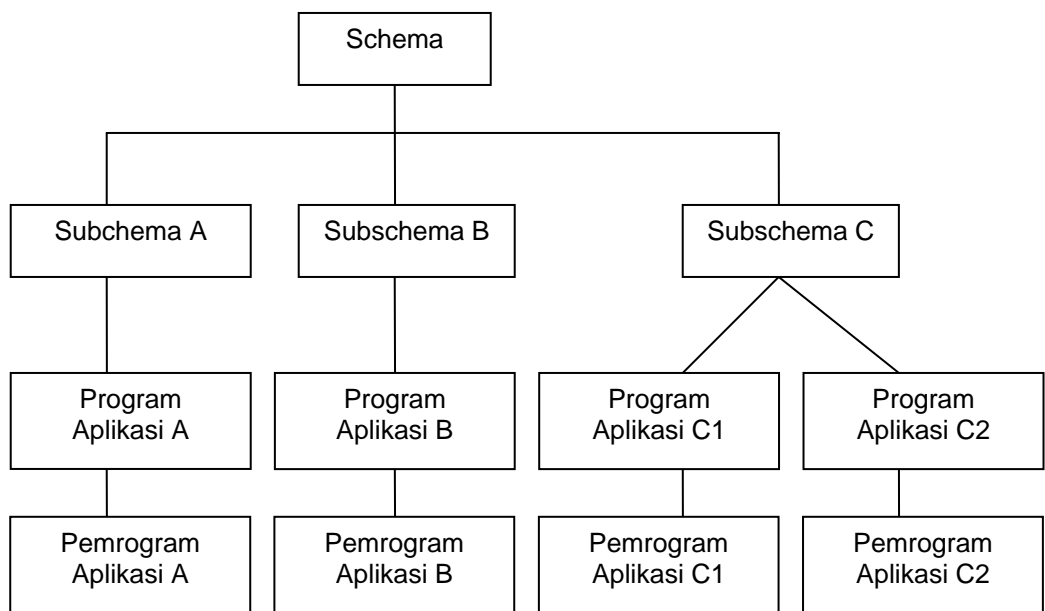 Schema
Subchema A
Subschema B
Subschema C
Program
Aplikasi A
Program
Aplikasi B
Program
Aplikasi C1
Program
Aplikasi C2
Pemrogram
Aplikasi A
Pemrogram
Aplikasi B
Pemrogram
Aplikasi C1
Pemrogram
Aplikasi C2